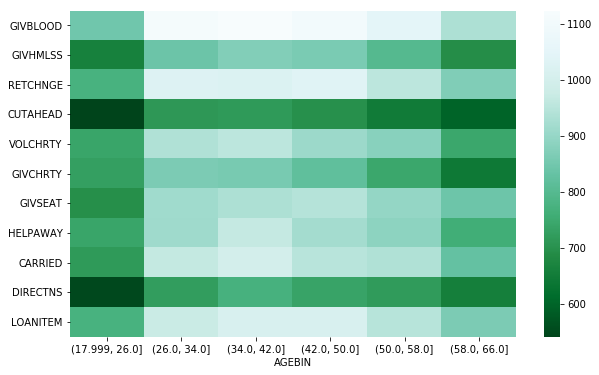 GIVBLOOD
GIVHMLSS
RETCHNGE
CUTAHEAD
VOLCHRTY
GIVCHRTY
GIVSEAT
HELPAWAY
CARRIED
DIRECTNS
LOANITEM
(17.999, 26.0] (26.0, 34.0] (34.0, 42.0] (42.0, 50.0] (50.0, 58.0] (58.0, 66.0]
AGEBIN
1100
1000
900
800
700
600